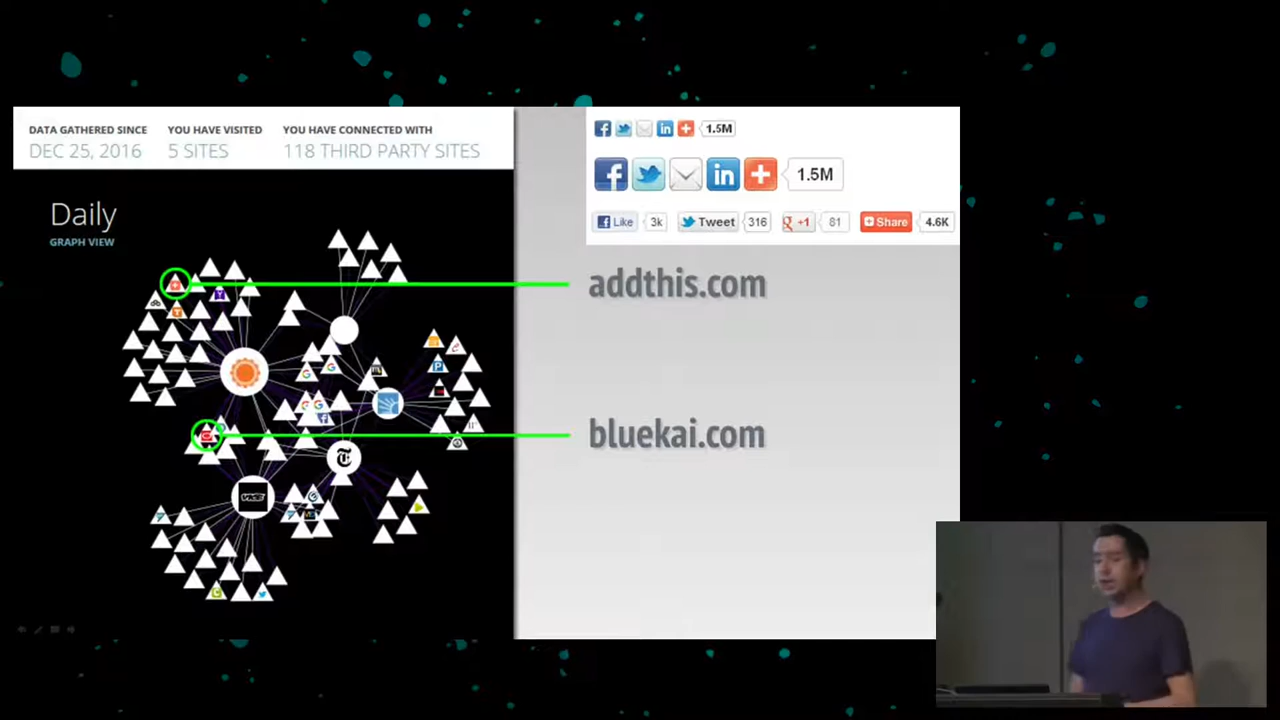 DATA GATHERED SINCE
DEC 25, 2016
YOU HAVE VISITED
5 SITES
YOU HAVE CONNECTED WITH
118 THIRD PARTY SITES
Daily
GRAPH VIEW
VICE
1.5M
1.5M
Like 3k Tweet 316 +1 81 Share 4.6K
addthis.com
bluekai.com